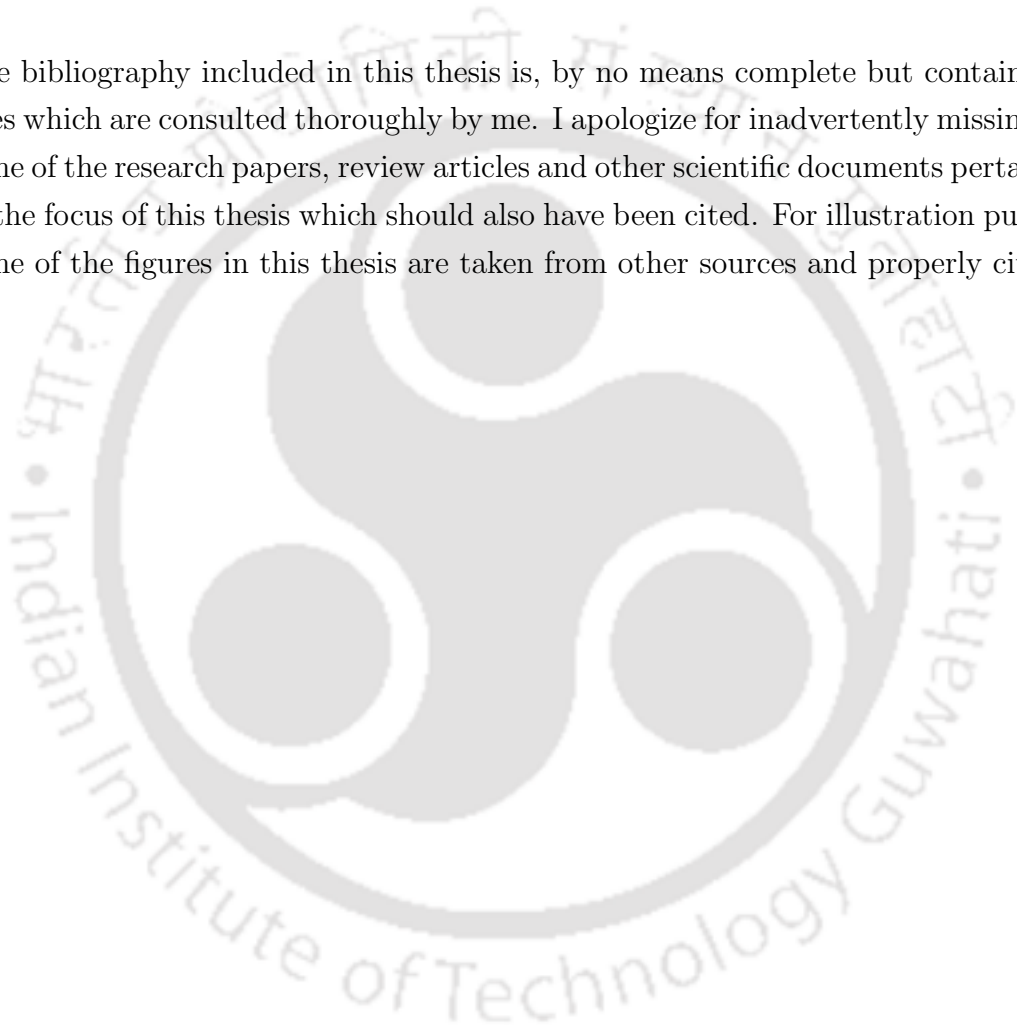 e bibliography included in this thesis is, by no means complete but contain
es which are consulted thoroughly by me. I apologize for inadvertently missin
ne of the research papers, review articles and other scientific documents perta
the focus of this thesis which should also have been cited. For illustration pu
ne of the figures in this thesis are taken from other sources and properly ci
भारतीय प्रौद्योगिकी संस्थान गुवाहाटी
Indian Institute of Technology Guwahati